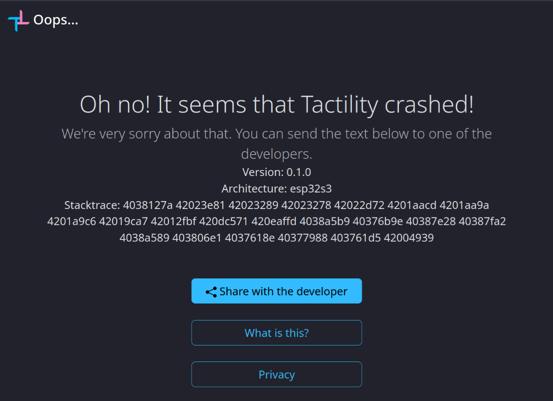 Oops...
Oh no! It seems that Tactility crashed!
We're very sorry about that. You can send the text below to one of the
developers.
Version: 0.1.0
Architecture: esp32s3
Stacktrace: 4038127a 42023e81 42023289 42023278 42022d72 4201aacd 4201aa9a
4201a9c6 42019ca7 42012fbf 420dc571 420eaffd 4038a5b9 40376b9e 40387e28 40387fa2
4038a589 403806e1 4037618e 40377988 403761d5 42004939
Share with the developer
What is this?
Privacy